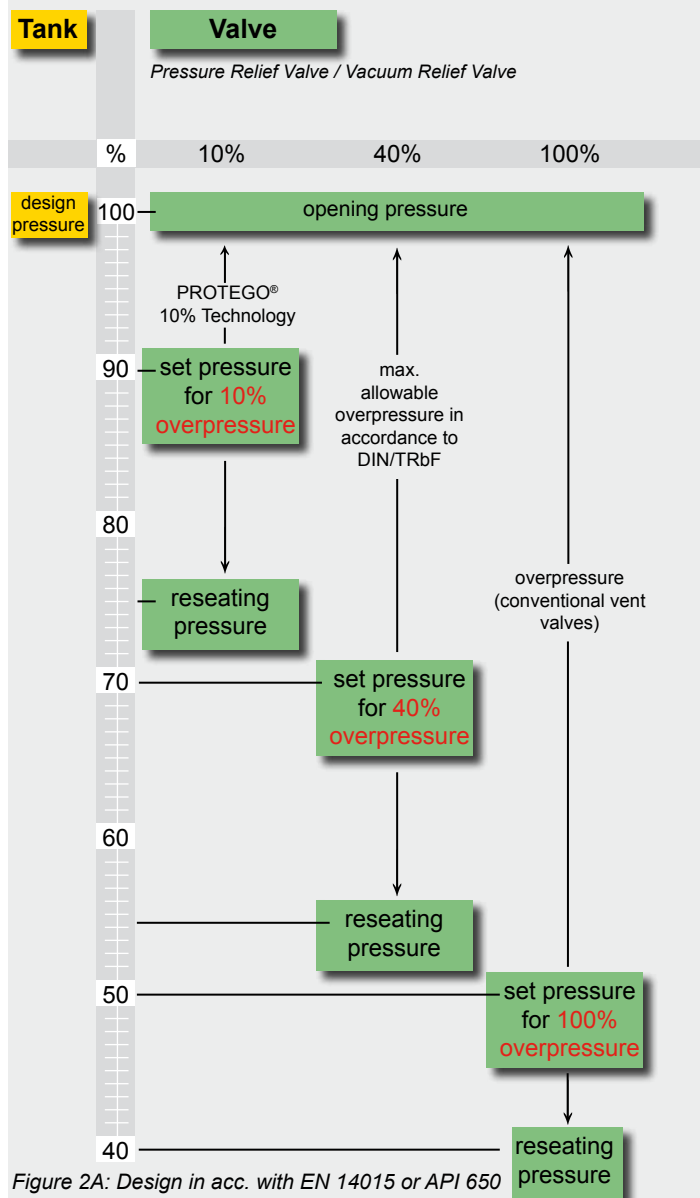 Tank
Valve
Pressure Relief Valve / Vacuum Relief Valve
% 10% 40% 100%
design
pressure
100
opening pressure
PROTEGO®
10% Technology
90
set pressure
for 10%
overpressure
max.
allowable
overpressure in
accordance to
DIN/TRbF
80
overpressure
(conventional vent
valves)
reseating
pressure
70
set pressure
for 40%
overpressure
60
reseating
pressure
50
set pressure
for 100%
overpressure
40
reseating
pressure
Figure 2A: Design in acc. with EN 14015 or API 650